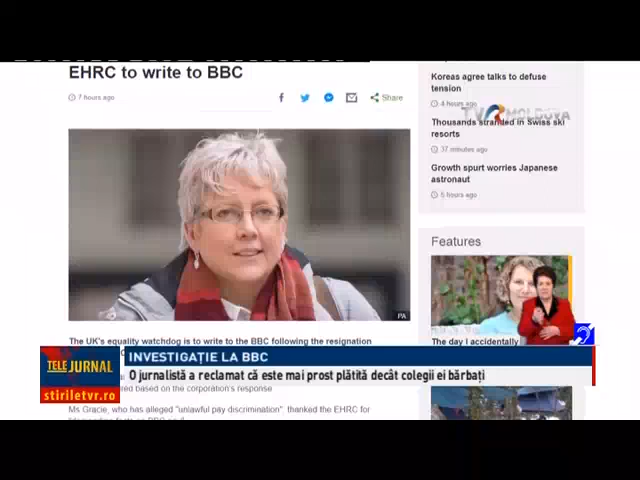 EHRC to write to BBC
7 hours ago
Share
Koreas agree talks to defuse
tension
4 hours ago
TVR MOLDOVA
Thousands stranded in Swiss ski
resorts
37 minutes ago
Growth spurt worries Japanese
astronaut
5 hours ago
Features
PA
The UK's equality watchdog is to write to the BBC following the resignation
The day I accidentally
TELE
JURNAL
stiriletvr.ro
INVESTIGAȚIE LA BBC
O jurnalistă a reclamat că este mai prost plătită decât colegii ei bărbați
based on the corporation's response
Ms Gracie, who has alleged "unlawful pay discrimination", thanked the EHRC for